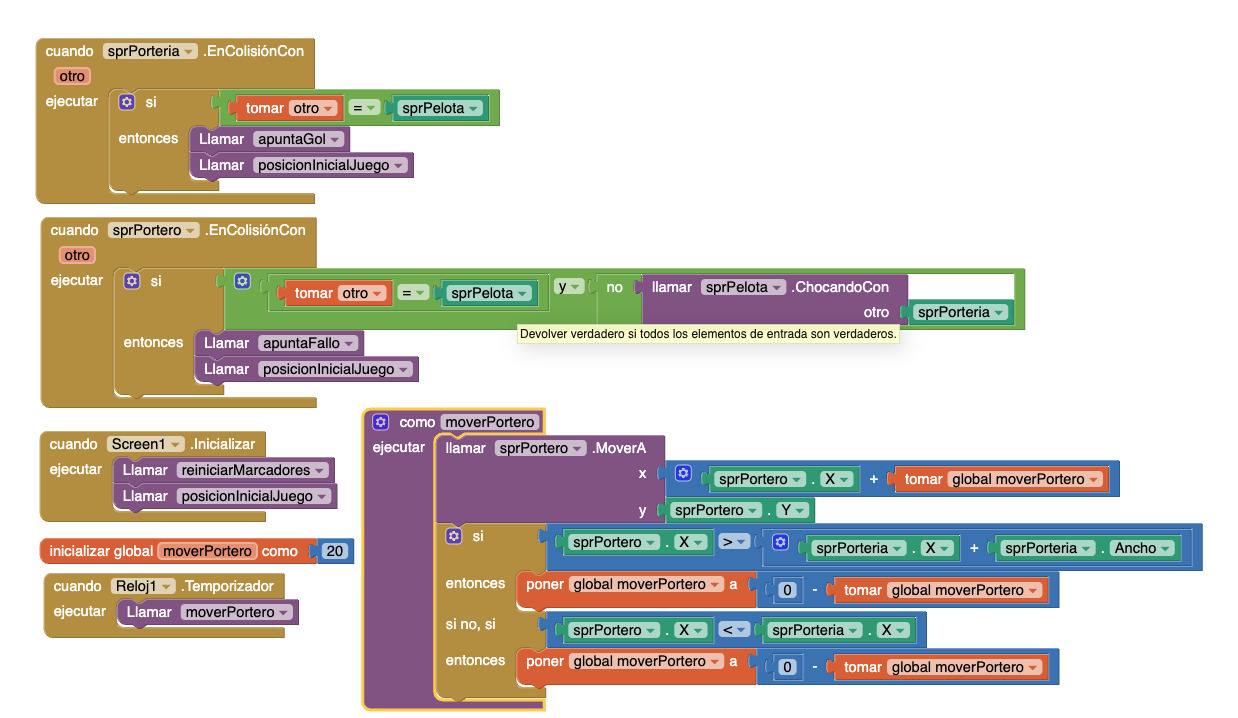 cuando sprPorteria .EnColisiónCon
otro
ejecutar si tomar otro = sprPelota
entonces Llamar apuntaGol
Llamar posicionInicialJuego
cuando sprPortero .EnColisiónCon
otro
ejecutar si tomar otro = sprPelota y no llamar sprPelota .ChocandoCon
otro sprPorteria
Devolver verdadero si todos los elementos de entrada son verdaderos.
entonces Llamar apuntaFallo
Llamar posicionInicialJuego
cuando Screen1 .Inicializar
ejecutar Llamar reiniciarMarcadores
Llamar posicionInicialJuego
inicializar global moverPortero como 20
cuando Reloj1 .Temporizador
ejecutar Llamar moverPortero
como moverPortero
ejecutar llamar sprPortero .MoverA
x sprPortero . X + tomar global moverPortero
y sprPortero . Y
si sprPortero . X > sprPorteria . X + sprPorteria . Ancho
entonces poner global moverPortero a 0 - tomar global moverPortero
si no, si sprPortero . X < sprPorteria . X
entonces poner global moverPortero a 0 - tomar global moverPortero